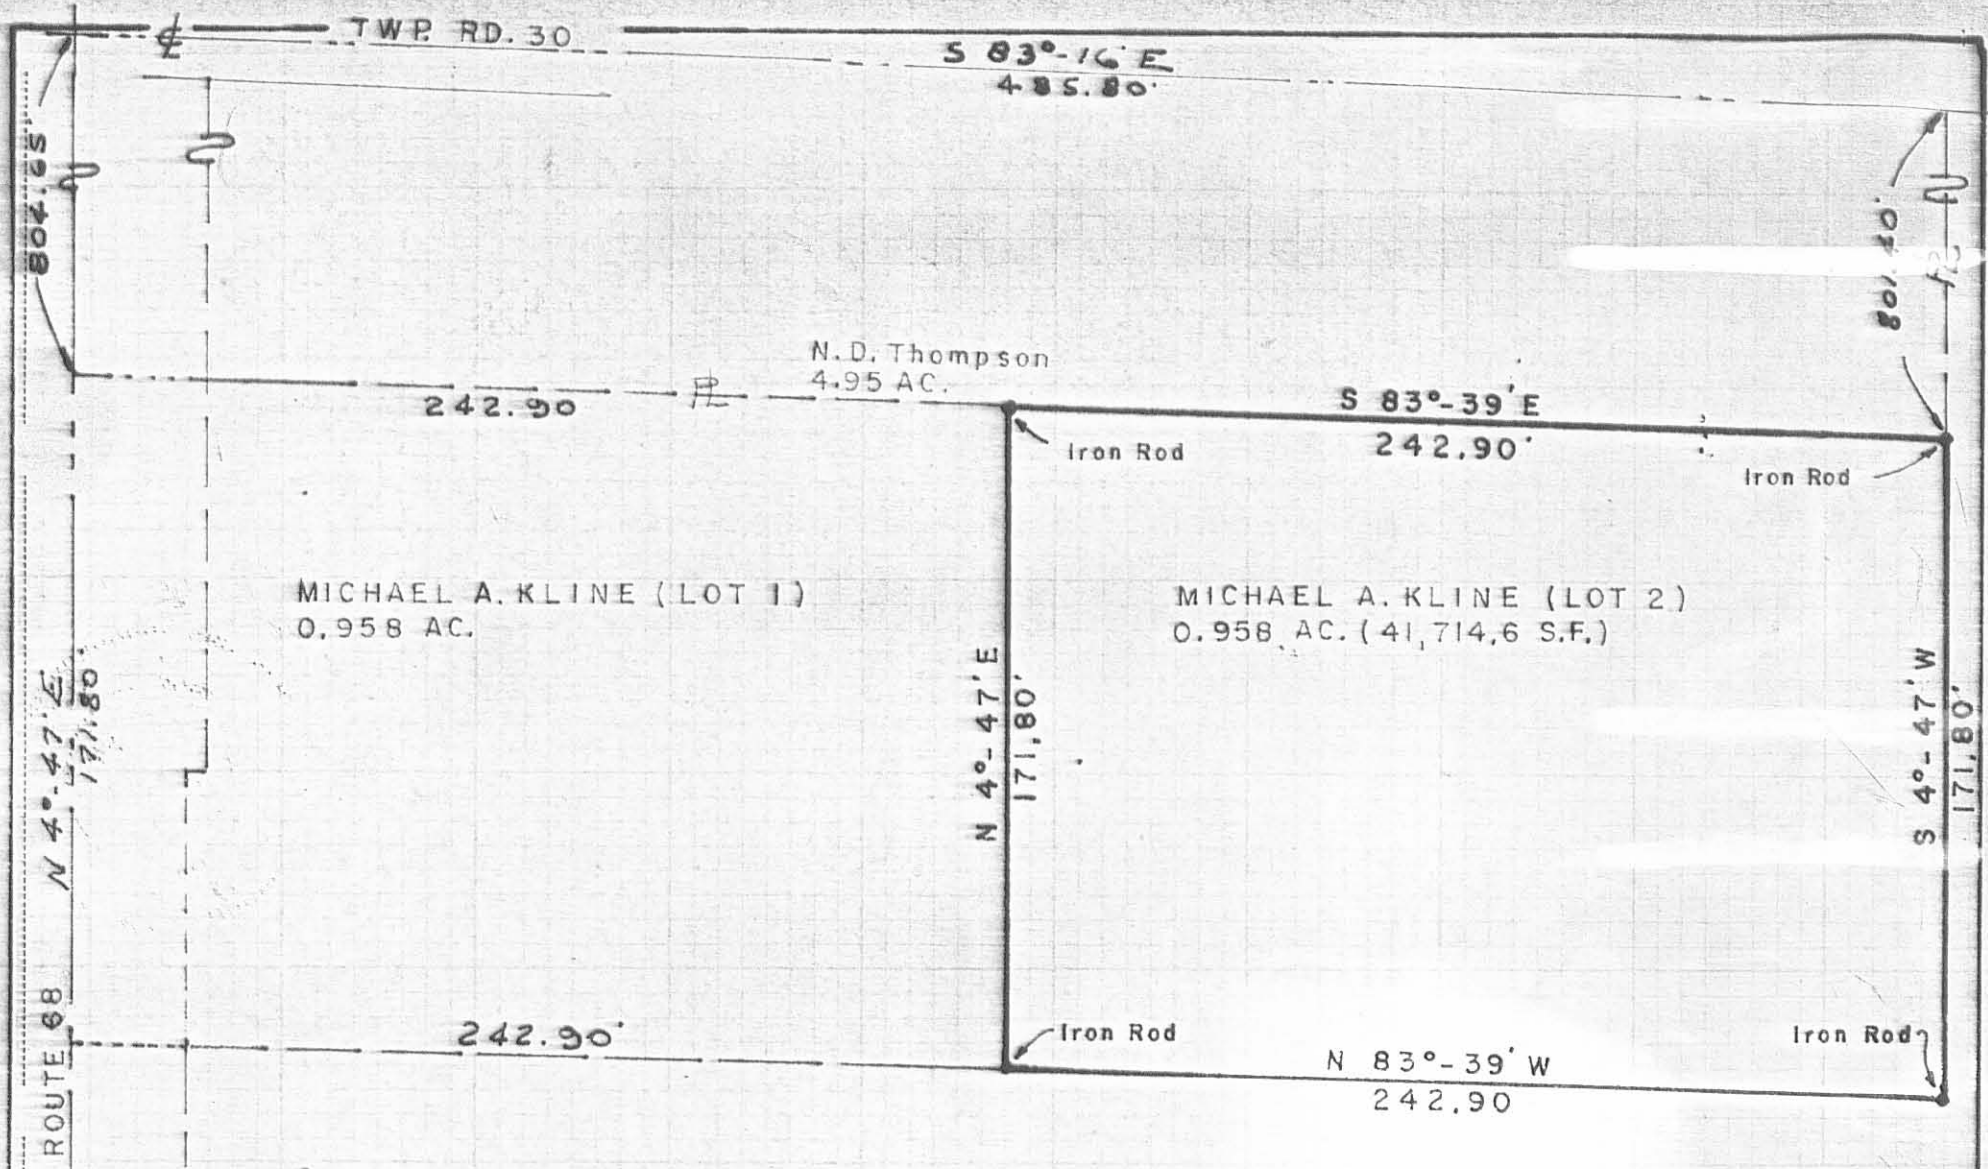 TWP. RD. 30
S 83°-16' E
485.80'
804.65'
801.40'
N. D. Thompson
4.95 AC.
242.90
S 83°-39' E
242.90'
Iron Rod
Iron Rod
MICHAEL A. KLINE (LOT 1)
0.958 AC.
MICHAEL A. KLINE (LOT 2)
0.958 AC. (41,714.6 S.F.)
N 4°-47' E
171.80'
N 4°-47' E
171.80'
S 4°-47' W
171.80'
ROUTE 68
242.90'
Iron Rod
Iron Rod
N 83°-39' W
242.90